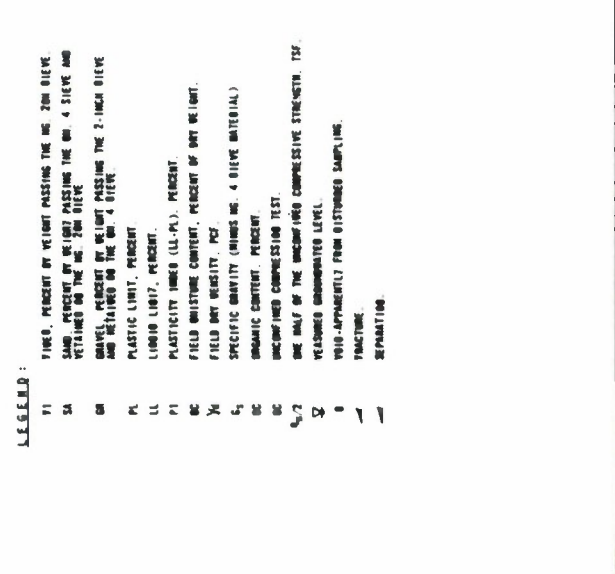 LEGEND:
FI FINES, PERCENT BY WEIGHT PASSING THE NO. 200 SIEVE.
SA SAND, PERCENT BY WEIGHT PASSING THE NO. 4 SIEVE AND
RETAINED ON THE NO. 200 SIEVE
GR GRAVEL, PERCENT BY WEIGHT PASSING THE 2-INCH SIEVE
AND RETAINED ON THE NO. 4 SIEVE.
PL PLASTIC LIMIT, PERCENT.
LL LIQUID LIMIT, PERCENT.
PI PLASTICITY INDEX (LL-PL), PERCENT.
MC FIELD MOISTURE CONTENT, PERCENT OF DRY WEIGHT.
γd FIELD DRY DENSITY, PCF.
Gs SPECIFIC GRAVITY (MINUS NO. 4 SIEVE MATERIAL)
OC ORGANIC CONTENT, PERCENT.
UC UNCONFINED COMPRESSION TEST.
qu/2 ONE HALF OF THE UNCONFINED COMPRESSIVE STRENGTH, TSF.
MEASURED GROUNDWATER LEVEL.
VOID-APPARENTLY FROM DISTURBED SAMPLING.
FRACTURE.
SEPARATION.